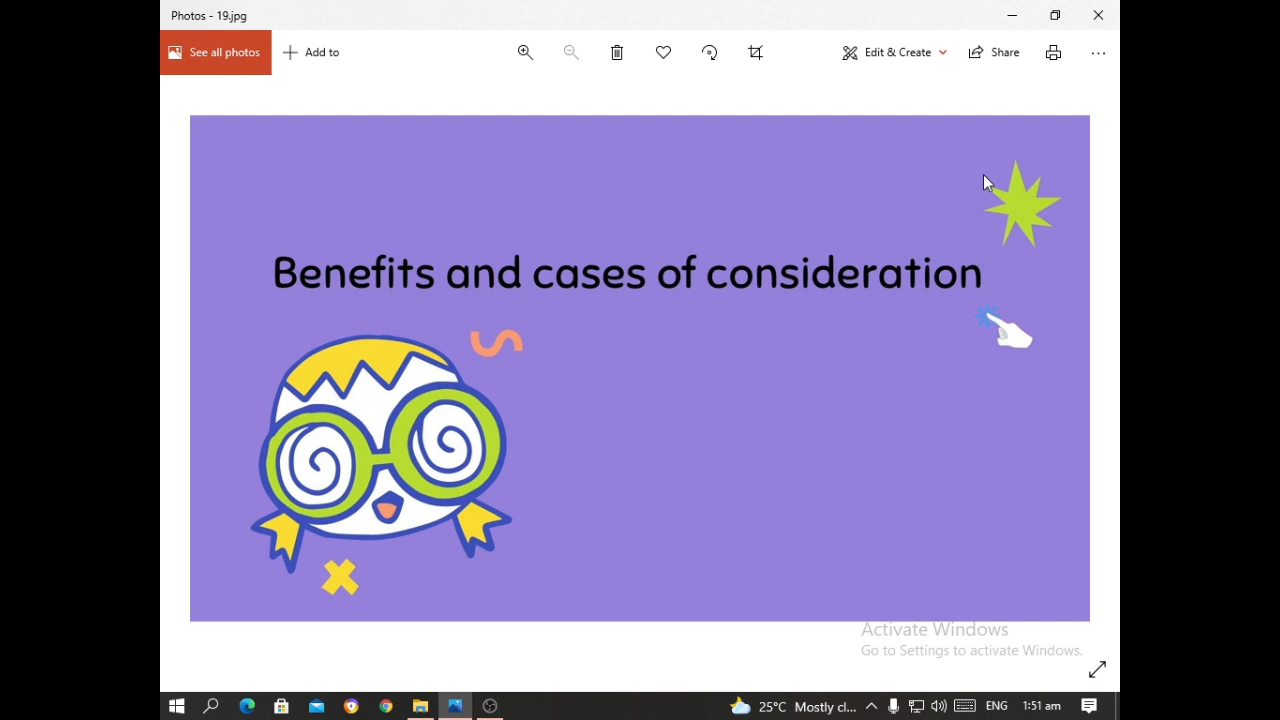 Photos - 19.jpg
See all photos
Add to
Edit & Create
Share
Benefits and cases of consideration
Activate Windows
Go to Settings to activate Windows.
25°C Mostly cl... ENG 1:51 am